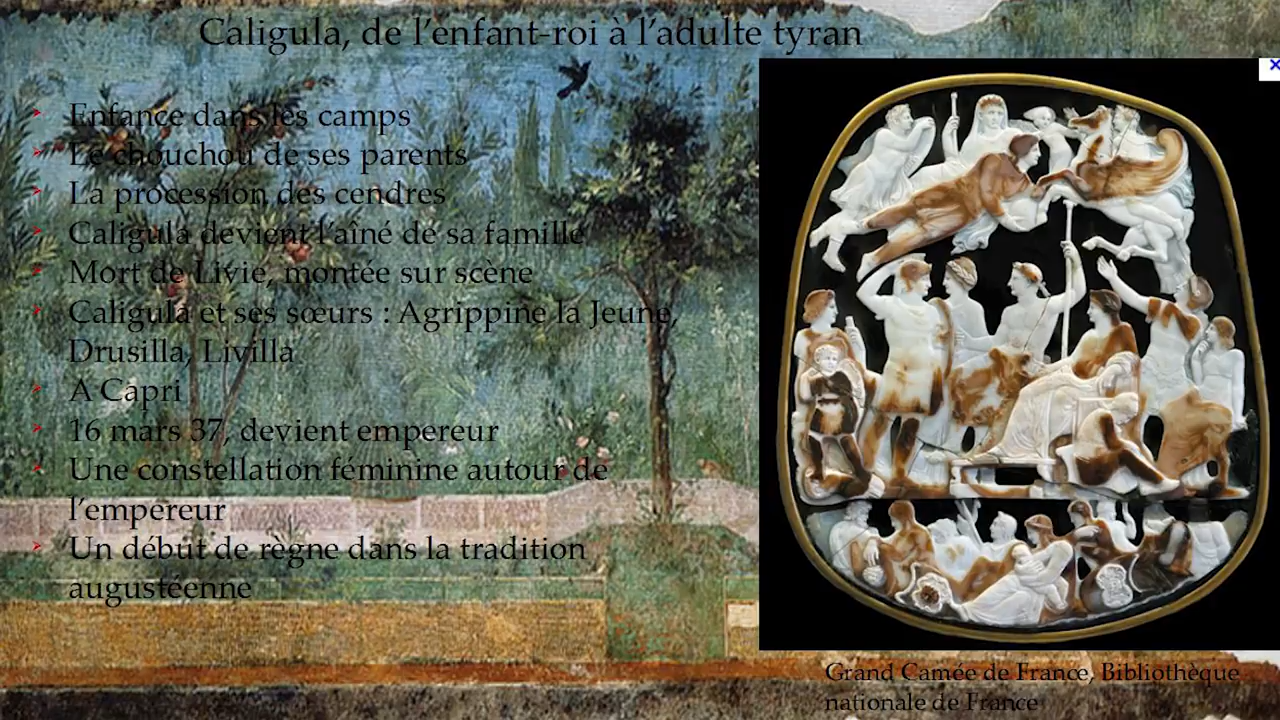 Caligula, de l'enfant-roi à l'adulte tyran
Enfance dans les camps
Le chouchou de ses parents
La procession des cendres
Caligula devient l'aîné de sa famille
Mort de Livie, montée sur scène
Caligula et ses sœurs : Agrippine la Jeune,
Drusilla, Livilla
A Capri
16 mars 37, devient empereur
Une constellation féminine autour de
l'empereur
Un début de règne dans la tradition
augustéenne
Grand Camée de France, Bibliothèque
nationale de France